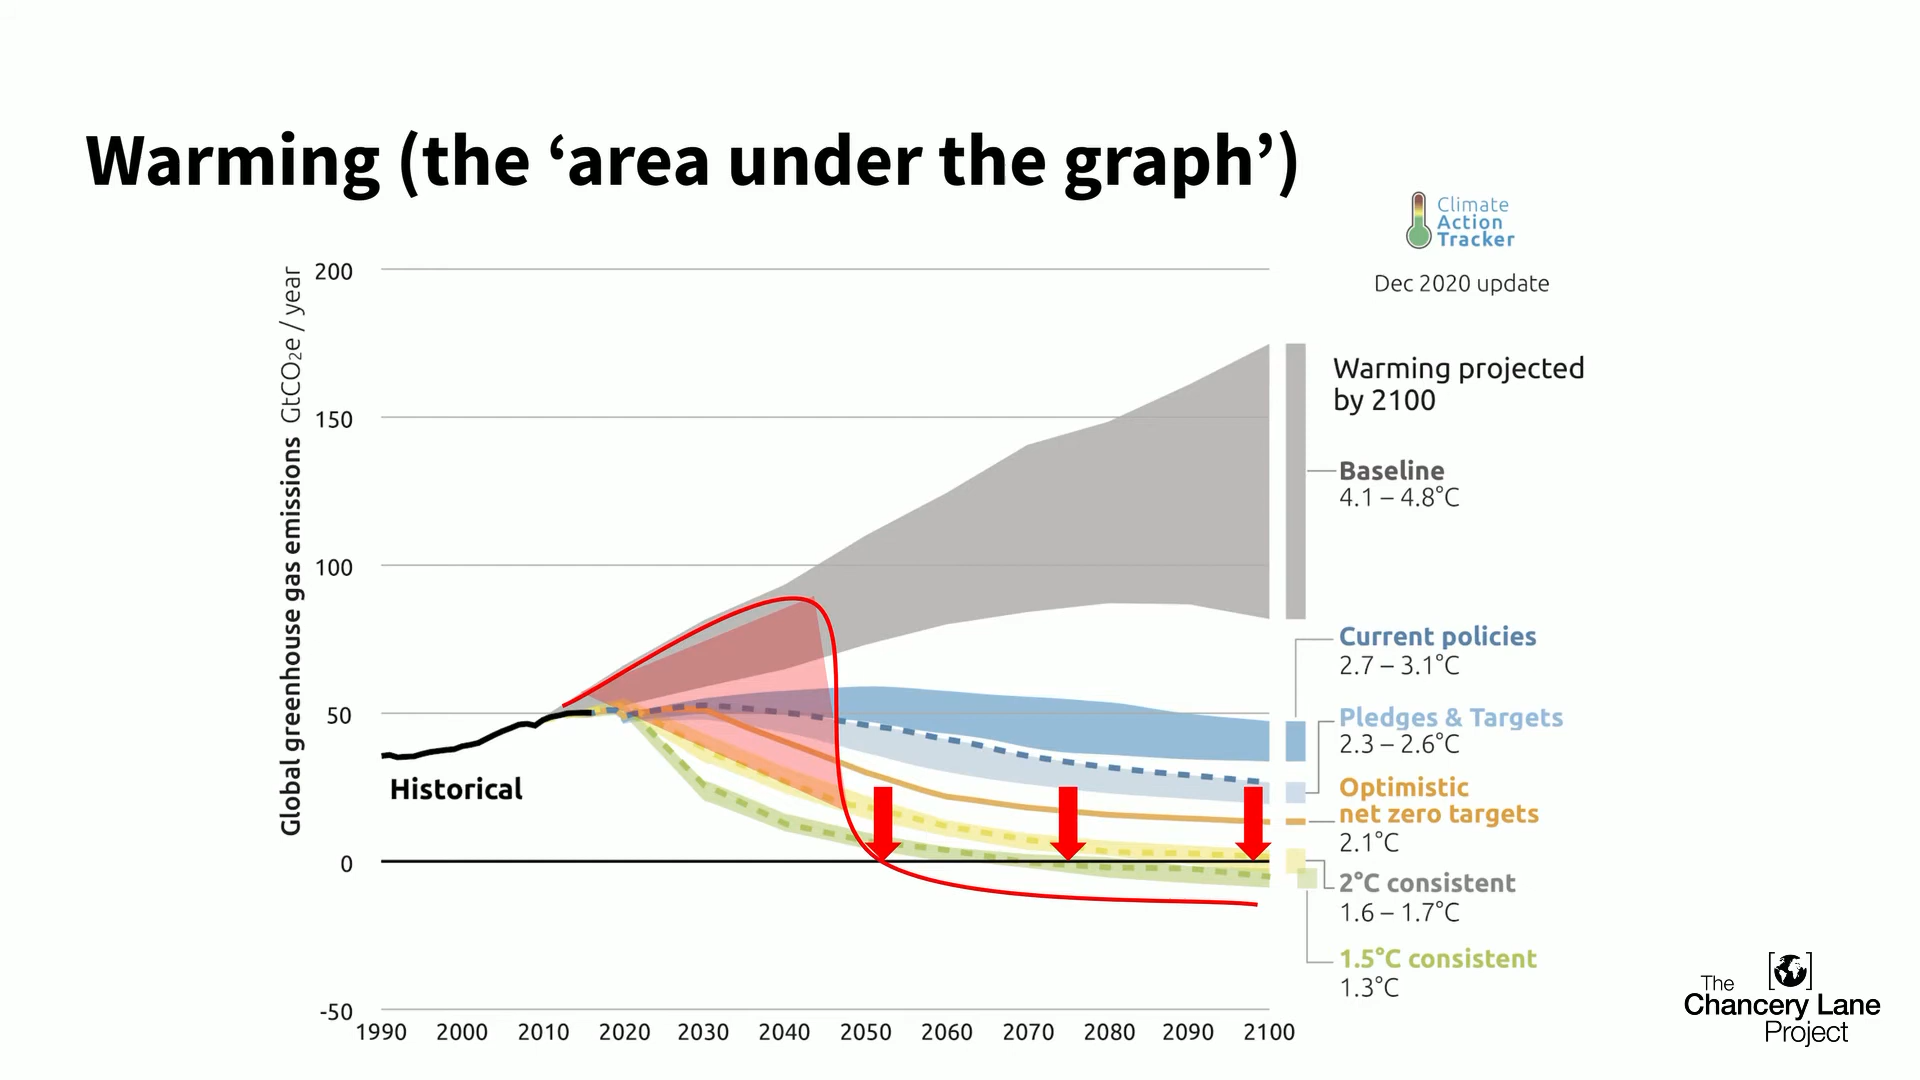 Warming (the ‘area under the graph’)
Climate
Action
Tracker
Dec 2020 update
Global greenhouse gas emissions GtCO₂e / year
200
150
100
50
0
-50
Historical
Warming projected
by 2100
Baseline
4.1 – 4.8°C
Current policies
2.7 – 3.1°C
Pledges & Targets
2.3 – 2.6°C
Optimistic
net zero targets
2.1°C
2°C consistent
1.6 – 1.7°C
1.5°C consistent
1.3°C
1990 2000 2010 2020 2030 2040 2050 2060 2070 2080 2090 2100
The
Chancery Lane
Project